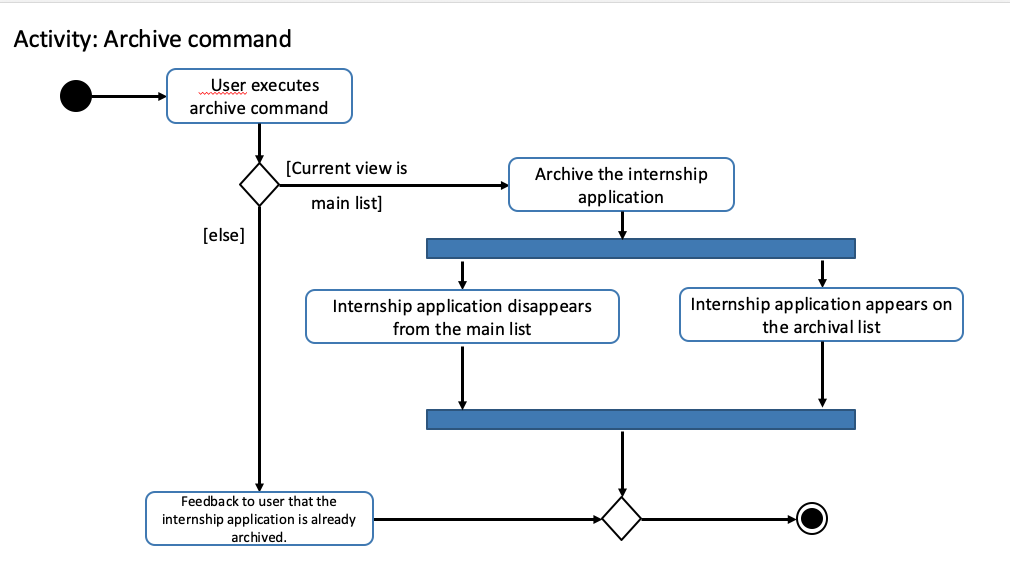 Activity: Archive command
User executes
archive command
[Current view is
main list]
Archive the internship
application
[else]
Internship application disappears
from the main list
Internship application appears on
the archival list
Feedback to user that the
internship application is already
archived.